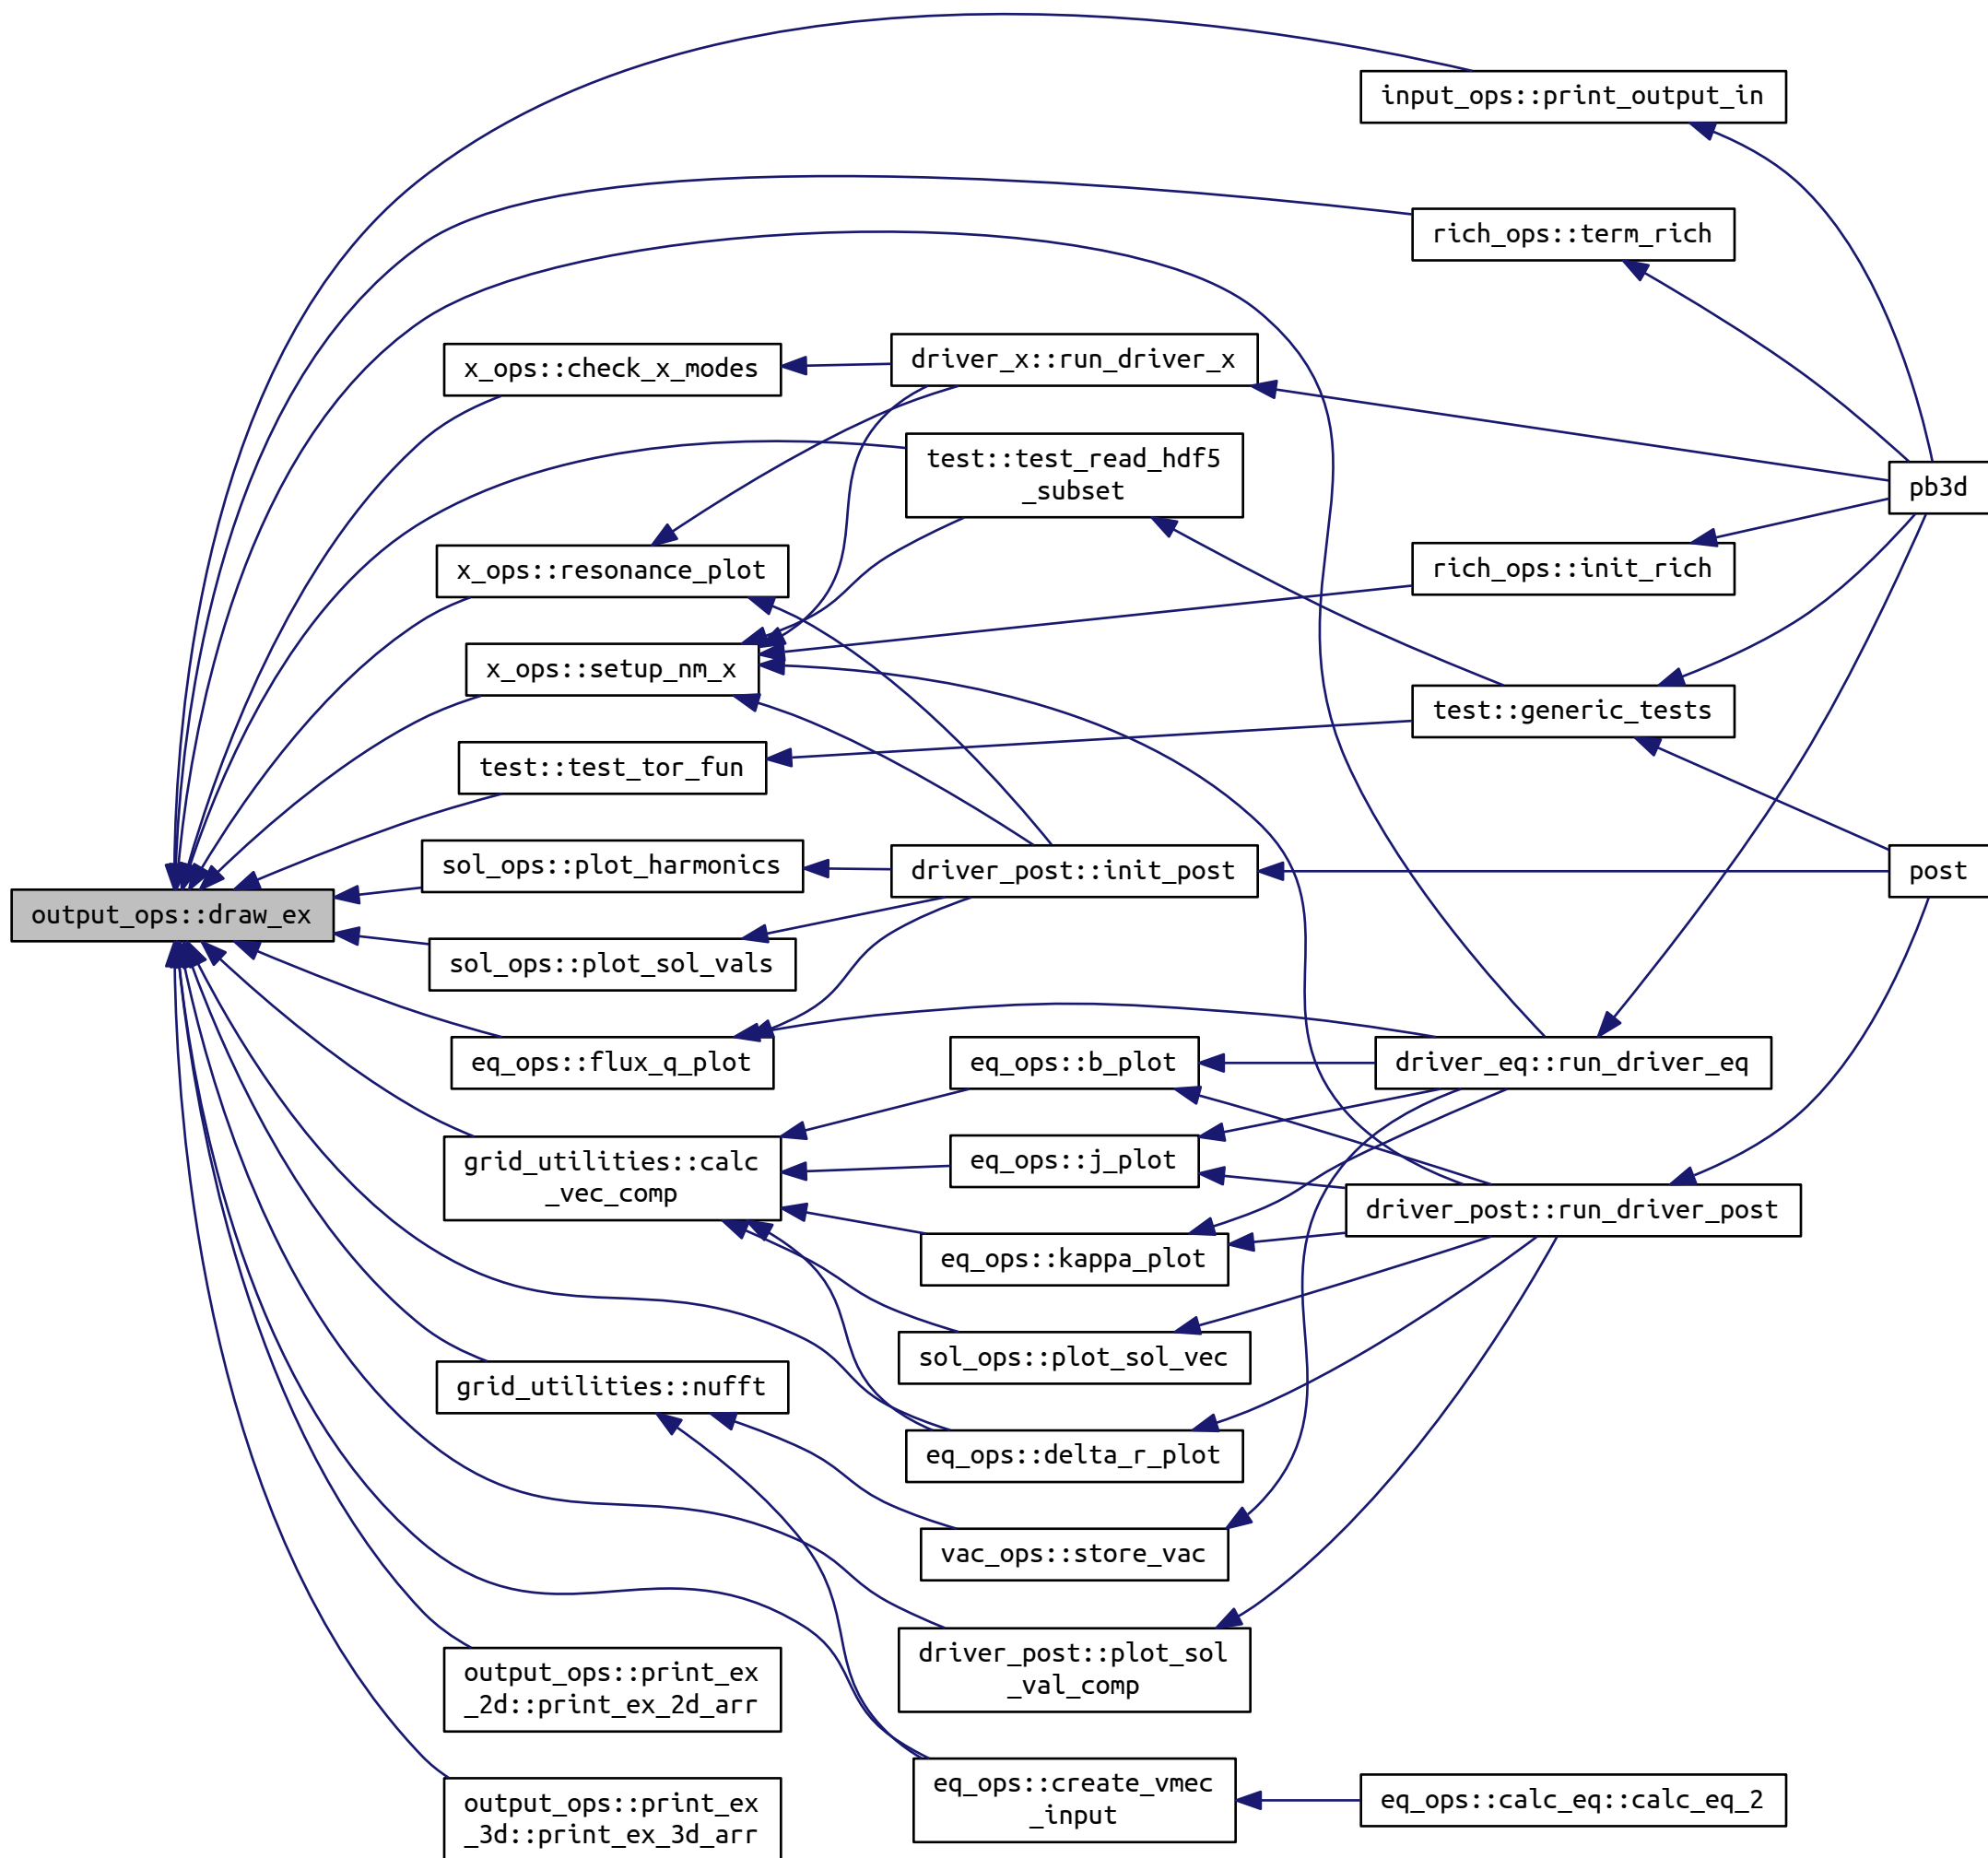 input_ops::print_output_in
rich_ops::term_rich
driver_x::run_driver_x
x_ops::check_x_modes
test::test_read_hdf5
_subset
pb3d
rich_ops::init_rich
x_ops::resonance_plot
x_ops::setup_nm_x
test::generic_tests
test::test_tor_fun
sol_ops::plot_harmonics
driver_post::init_post
post
output_ops::draw_ex
sol_ops::plot_sol_vals
eq_ops::flux_q_plot
eq_ops::b_plot
driver_eq::run_driver_eq
grid_utilities::calc
_vec_comp
eq_ops::j_plot
driver_post::run_driver_post
eq_ops::kappa_plot
sol_ops::plot_sol_vec
grid_utilities::nufft
eq_ops::delta_r_plot
vac_ops::store_vac
driver_post::plot_sol
_val_comp
output_ops::print_ex
_2d::print_ex_2d_arr
eq_ops::create_vmec
_input
eq_ops::calc_eq::calc_eq_2
output_ops::print_ex
_3d::print_ex_3d_arr